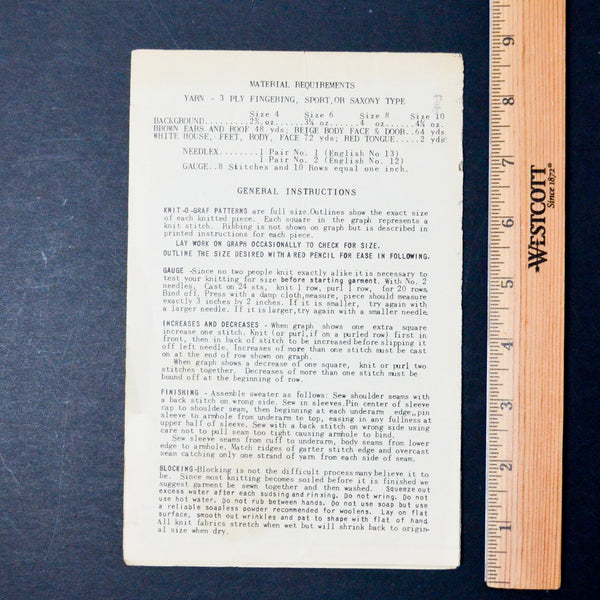 MATERIAL REQUIREMENTS
YARN - 3 PLY FINGERING, SPORT, OR SAXONY TYPE
Size 4 Size 6 Size 8 Size 10
BACKGROUND 2⅞ oz 3¼ oz 4 oz 4¾ oz
BROWN EARS AND ROOF 48 yds; BEIGE BODY FACE & DOOR..64 yds
WHITE HOUSE, FEET, BODY, FACE 72 yds; RED TONGUE.....2 yds
NEEDLEX........1 Pair No. 1 (English No 13)
1 Pair No. 2 (English No. 12)
GAUGE..8 Stitches and 10 Rows equal one inch.
GENERAL INSTRUCTIONS
KNIT-O-GRAF PATTERNS are full size. Outlines show the exact size
of each knitted piece. Each square in the graph represents a
knit stitch. Ribbing is not shown on graph but is described in
printed instructions for each piece.
LAY WORK ON GRAPH OCCASIONALLY TO CHECK FOR SIZE.
OUTLINE THE SIZE DESIRED WITH A RED PENCIL FOR EASE IN FOLLOWING.
GAUGE -Since no two people knit exactly alike it is necessary to
test your knitting for size before starting garment. With No. 2
needles, Cast on 24 sts, knit 1 row, purl 1 row, for 20 rows.
Bind off. Press with a damp cloth, measure, piece should measure
exactly 3 inches by 2 inches. If it is smaller, try again with
a larger needle. If it is larger, try again with a smaller needle.
INCREASES AND DECREASES - When graph shows one extra square
increase one stitch. Knit (or purl, if on a purled row) first in
front, then in back of stitch to be increased before slipping it
off left needle. Increases of more than one stitch must be cast
on at the end of row shown on graph.
When graph shows a decrease of one square, knit or purl two
stitches together. Decreases of more than one stitch must be
bound off at the beginning of row.
FINISHING - Assemble sweater as follows: Sew shoulder seams with
a back stitch on wrong side. Sew in sleeves. Pin center of sleeve
cap to shoulder seam, then beginning at each underarm edge,, pin
sleeve to armhole from underarm to top, easing in any fullness at
upper half of sleeve. Sew with a back stitch on wrong side using
care not to pull seam too tight causing armhole to bind.
Sew sleeve seams from cuff to underarm, body seams from lower
edge to armhole. Match ridges of garter stitch edge and overcast
seam catching only one strand of yarn from each side of seam.
BLOCKING-Blocking is not the difficult process many believe it to
be. Since most knitting becomes soiled before it is finished we
suggest garment be sewn together and then washed. Squeeze out
excess water after each sudsing and rinsing. Do not wring. Do not
use hot water. Do not rub between hands. Do not use soap but use
a reliable soapless powder recommended for woolens. Lay on flat
surface, smooth out wrinkles and pat to shape with flat of hand.
All knit fabrics stretch when wet but will shrink back to origin-
al size when dry.
9
8
7
6
5
4
3
2
1
WESTCOTT
Since 1872